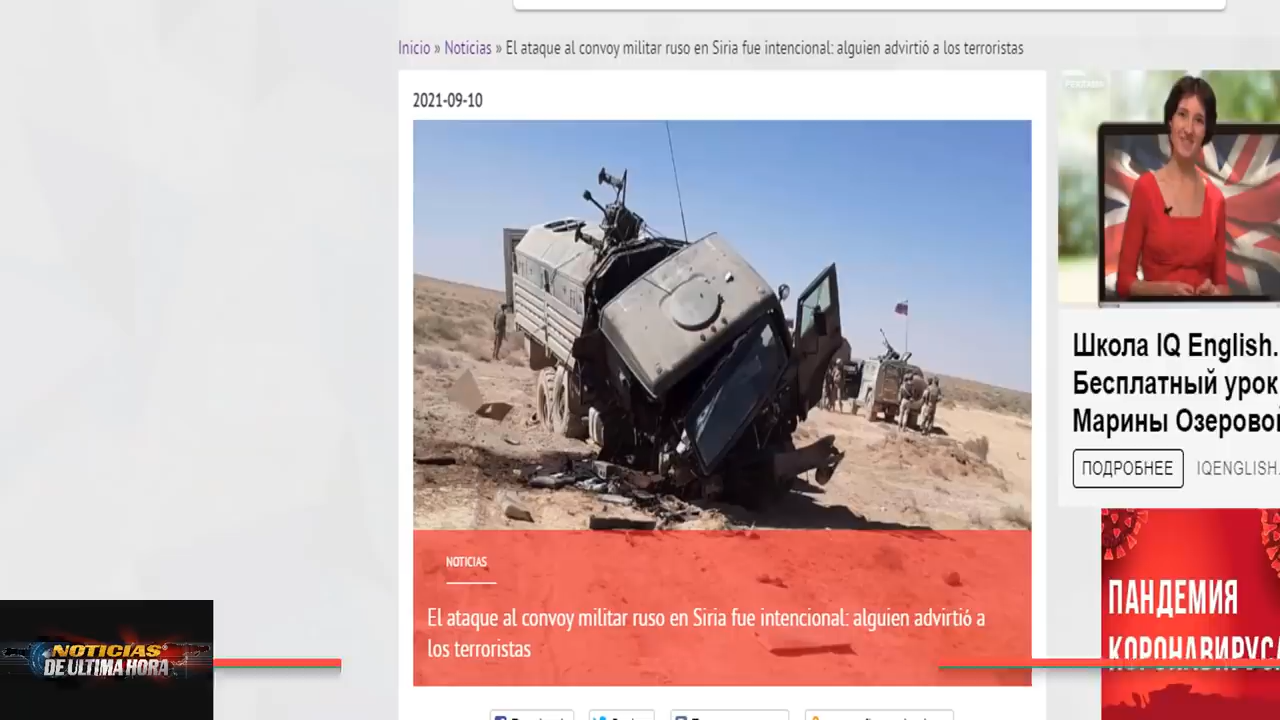 Inicio » Noticias » El ataque al convoy militar ruso en Siria fue intencional: alguien advirtió a los terroristas
2021-09-10
РЕКЛАМА
NOTICIAS
El ataque al convoy militar ruso en Siria fue intencional: alguien advirtió a
los terroristas
Школа IQ English.
Бесплатный урок
Марины Озеровой
ПОДРОБНЕЕ
IQENGLISH.
ПАНДЕМИЯ
КОРОНАВИРУСА
NOTICIAS
DE ULTIMA HORA